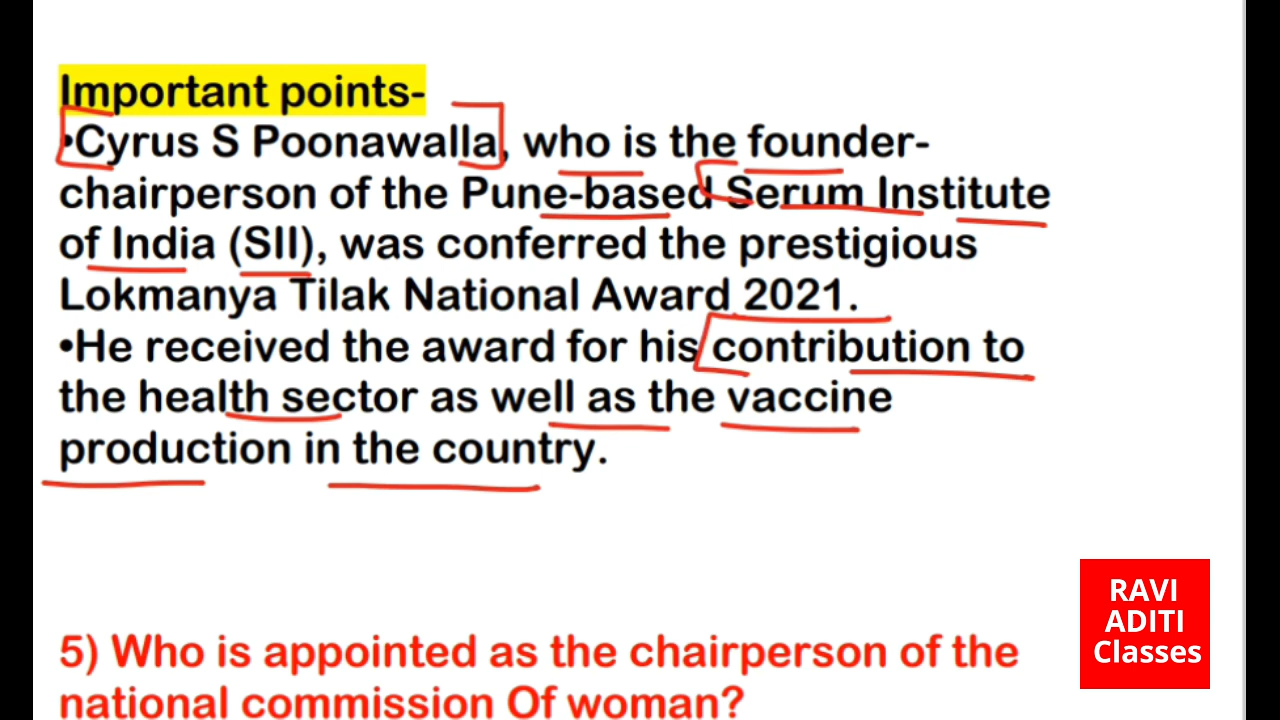 Important points-
•Cyrus S Poonawalla, who is the founder-
chairperson of the Pune-based Serum Institute
of India (SII), was conferred the prestigious
Lokmanya Tilak National Award 2021.
•He received the award for his contribution to
the health sector as well as the vaccine
production in the country.
RAVI
ADITI
Classes
5) Who is appointed as the chairperson of the
national commission Of woman?